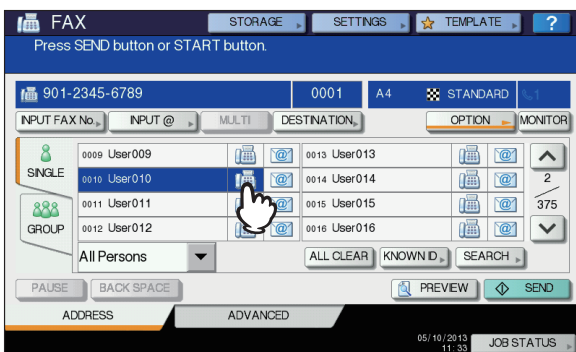 FAX STORAGE SETTINGS TEMPLATE ?
Press SEND button or START button.
901-2345-6789 0001 A4 STANDARD 1
INPUT FAX No. INPUT @ MULTI DESTINATION OPTION MONITOR
SINGLE
GROUP
0009 User009 @ 0013 User013 @
0010 User010 @ 0014 User014 @
0011 User011 @ 0015 User015 @
0012 User012 @ 0016 User016 @
2
375
All Persons ALL CLEAR KNOWN ID SEARCH
PAUSE BACK SPACE PREVIEW SEND
ADDRESS ADVANCED
05/10/2013
11:33
JOB STATUS